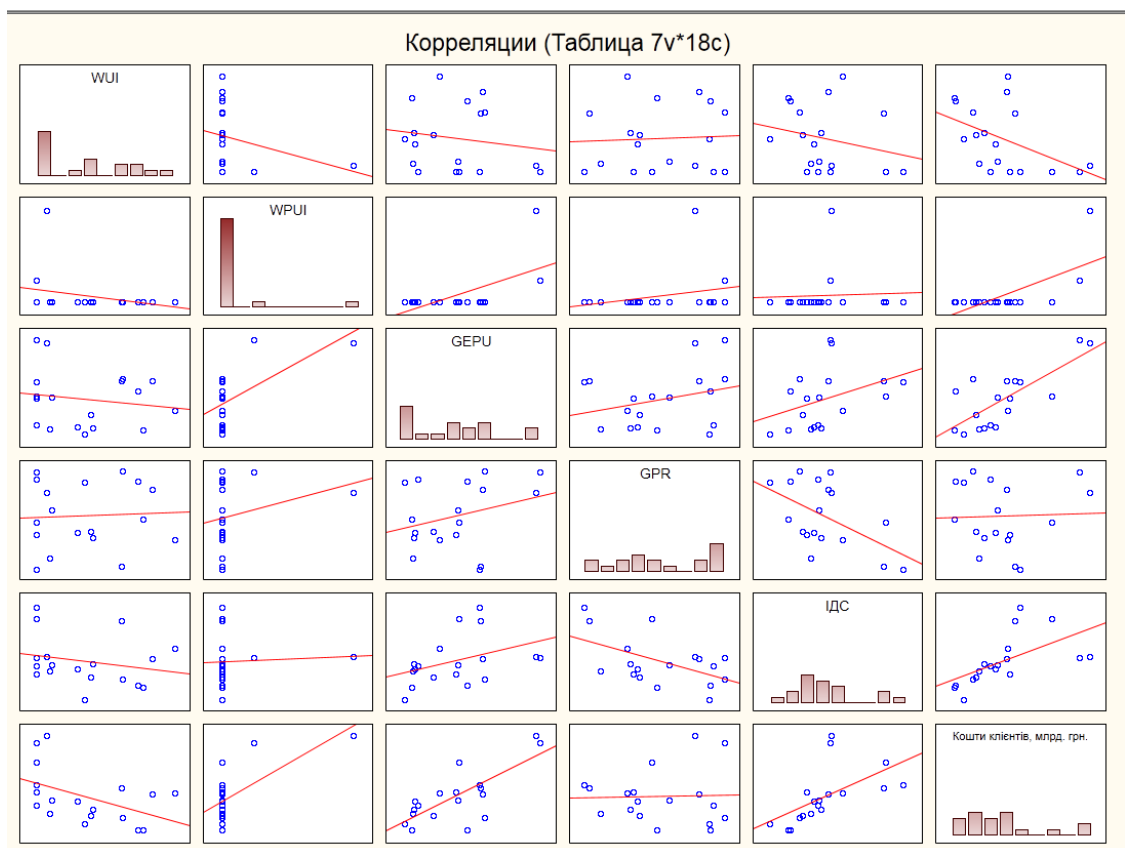 Корреляции (Таблица 7v*18c)
WUI
WPUI
GEPU
GPR
ІДС
Кошти клієнтів, млрд. грн.